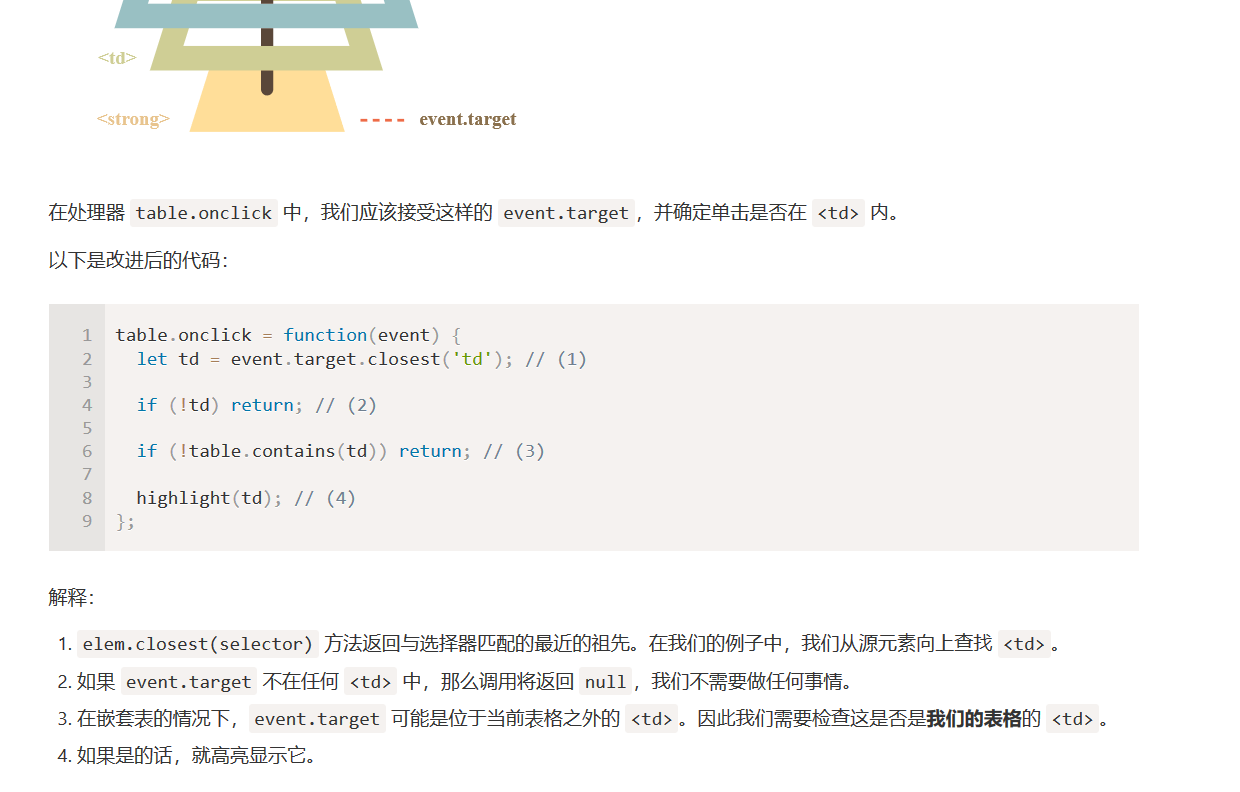 <td>
<strong>
event.target
在处理器 table.onclick 中，我们应该接受这样的 event.target，并确定单击是否在 <td> 内。
以下是改进后的代码：
1 table.onclick = function(event) {
2   let td = event.target.closest('td'); // (1)
3
4   if (!td) return; // (2)
5
6   if (!table.contains(td)) return; // (3)
7
8   highlight(td); // (4)
9 };
解释：
1. elem.closest(selector) 方法返回与选择器匹配的最近的祖先。在我们的例子中，我们从源元素向上查找 <td>。
2. 如果 event.target 不在任何 <td> 中，那么调用将返回 null，我们不需要做任何事情。
3. 在嵌套表的情况下，event.target 可能是位于当前表格之外的 <td>。因此我们需要检查这是否是我们的表格的 <td>。
4. 如果是的话，就高亮显示它。